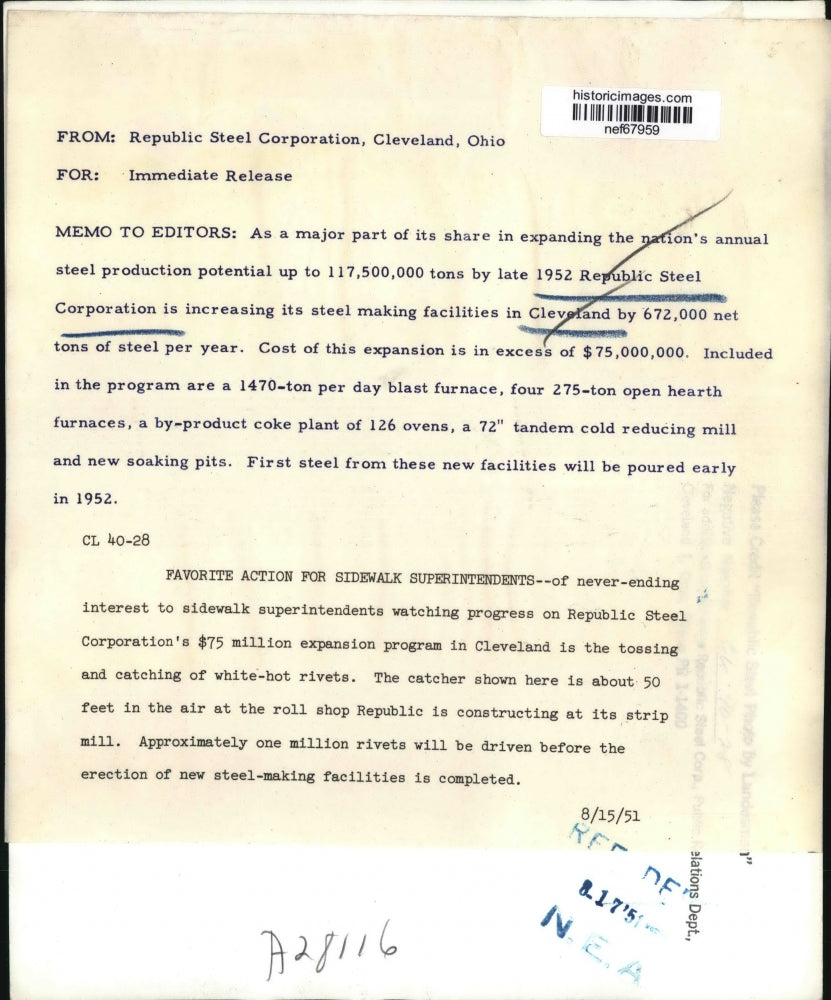 historicimages.com
nef67959
FROM: Republic Steel Corporation, Cleveland, Ohio
FOR: Immediate Release
MEMO TO EDITORS: As a major part of its share in expanding the nation's annual
steel production potential up to 117,500,000 tons by late 1952 Republic Steel
Corporation is increasing its steel making facilities in Cleveland by 672,000 net
tons of steel per year. Cost of this expansion is in excess of $75,000,000. Included
in the program are a 1470-ton per day blast furnace, four 275-ton open hearth
furnaces, a by-product coke plant of 126 ovens, a 72" tandem cold reducing mill
and new soaking pits. First steel from these new facilities will be poured early
in 1952.
CL 40-28
FAVORITE ACTION FOR SIDEWALK SUPERINTENDENTS--of never-ending
interest to sidewalk superintendents watching progress on Republic Steel
Corporation's $75 million expansion program in Cleveland is the tossing
and catching of white-hot rivets. The catcher shown here is about 50
feet in the air at the roll shop Republic is constructing at its strip
mill. Approximately one million rivets will be driven before the
erection of new steel-making facilities is completed.
8/15/51
Please Credit "Republic Steel Photo by
Republic Steel Corp.
elations Dept.,
N. E. A
A28116